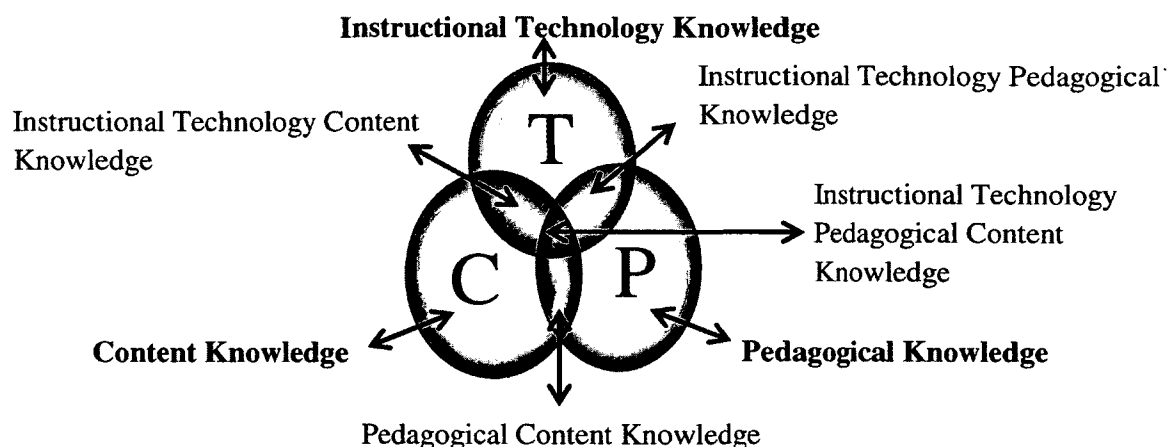 Instructional Technology Knowledge
Instructional Technology Pedagogical
Knowledge
Instructional Technology Content
Knowledge
T
Instructional Technology
Pedagogical Content
Knowledge
C
P
Content Knowledge
Pedagogical Knowledge
Pedagogical Content Knowledge